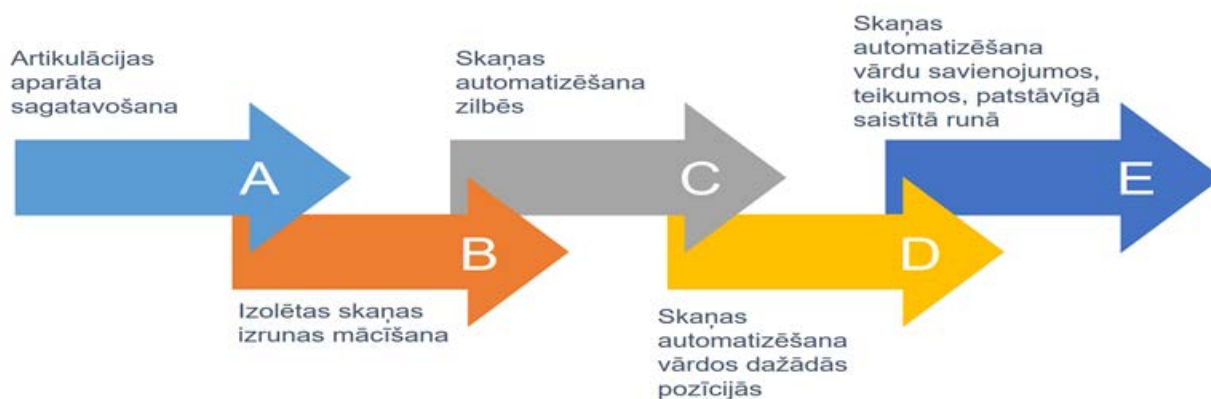 Artikulācijas
aparāta
sagatavošana
A
Izolētas skaņas
izrunas mācīšana
B
Skaņas
automatizēšana
zilbēs
C
Skaņas
automatizēšana
vārdos dažādās
pozīcijās
D
Skaņas
automatizēšana
vārdu savienojumos,
teikumos, patstāvīgā
saistītā runā
E